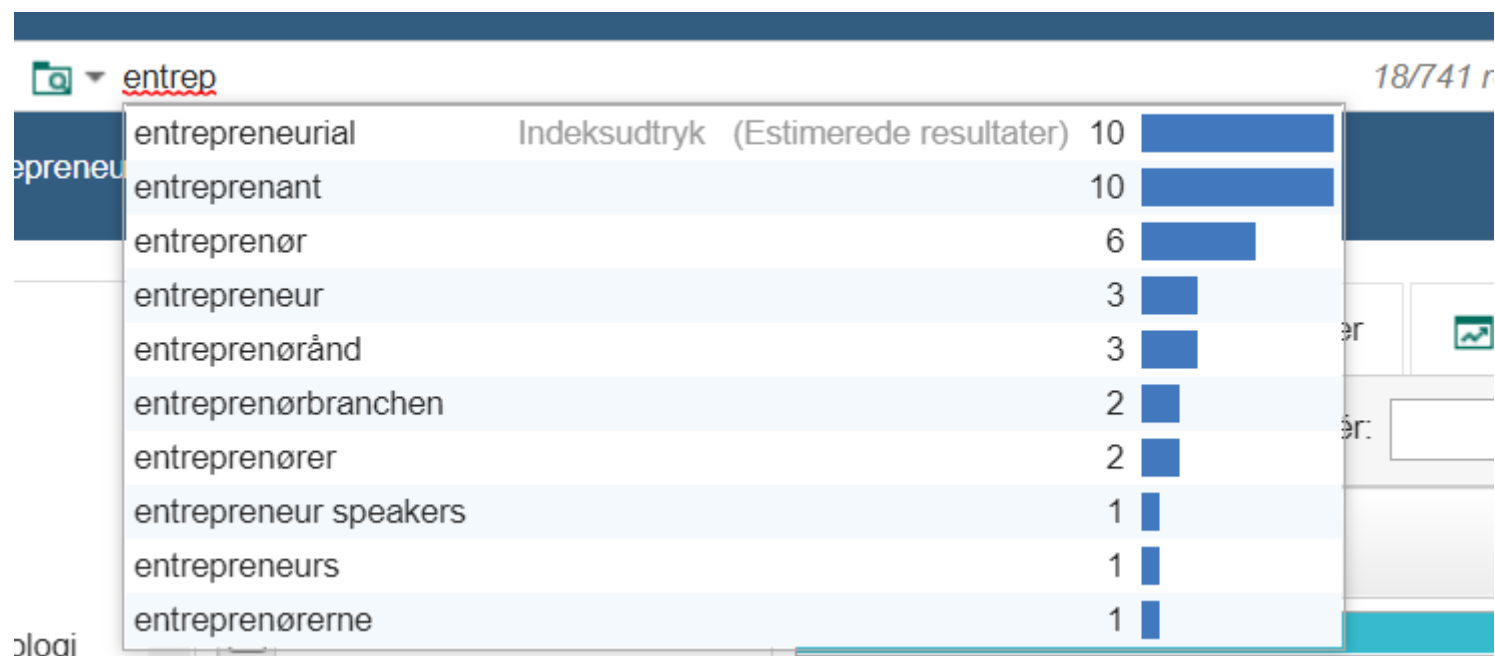 entrep 18/741 r
entrepreneurial Indeksudtryk (Estimerede resultater) 10
epreneu
entreprenant 10
entreprenør 6
entrepreneur 3
entreprenørånd 3
er
entreprenørbranchen 2
ér:
entreprenører 2
entrepreneur speakers 1
entrepreneurs 1
entreprenørerne 1
ologi